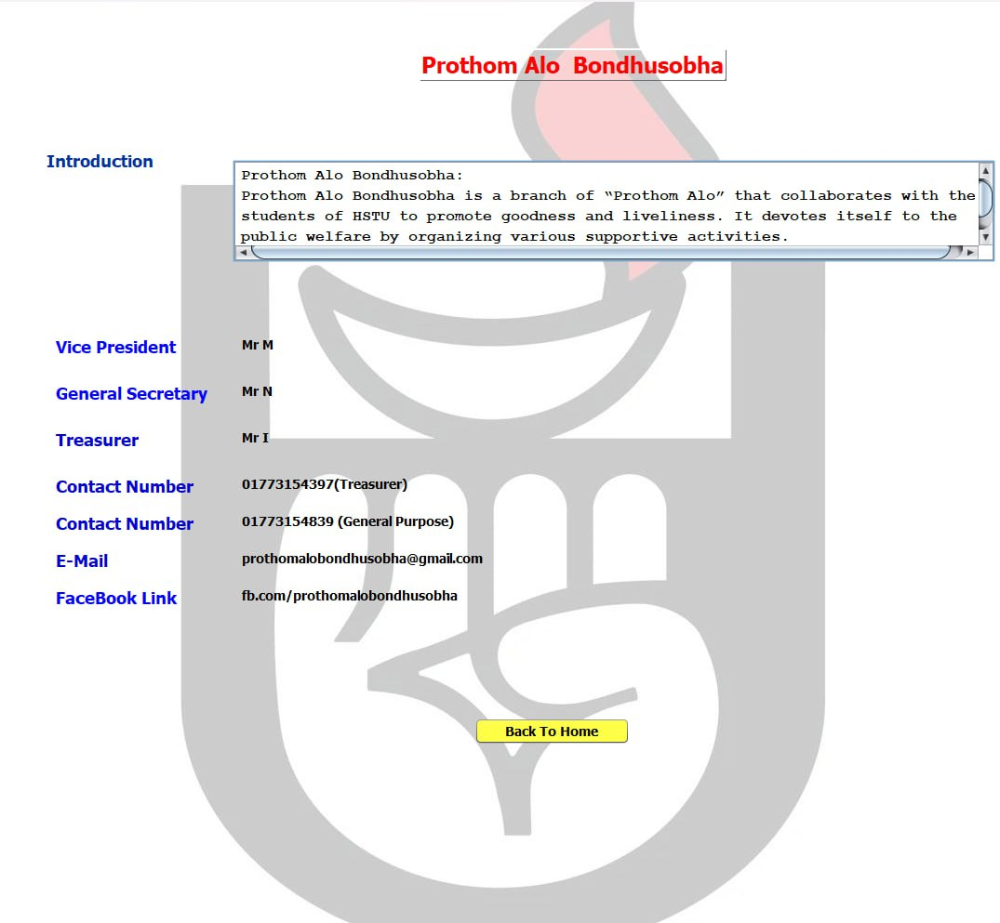 Prothom Alo  Bondhusobha
Introduction
Prothom Alo Bondhusobha:
Prothom Alo Bondhusobha is a branch of “Prothom Alo” that collaborates with the
students of HSTU to promote goodness and liveliness. It devotes itself to the
public welfare by organizing various supportive activities.
Vice President Mr M
General Secretary Mr N
Treasurer Mr I
Contact Number 01773154397(Treasurer)
Contact Number 01773154839 (General Purpose)
E-Mail prothomalobondhusobha@gmail.com
FaceBook Link fb.com/prothomalobondhusobha
Back To Home